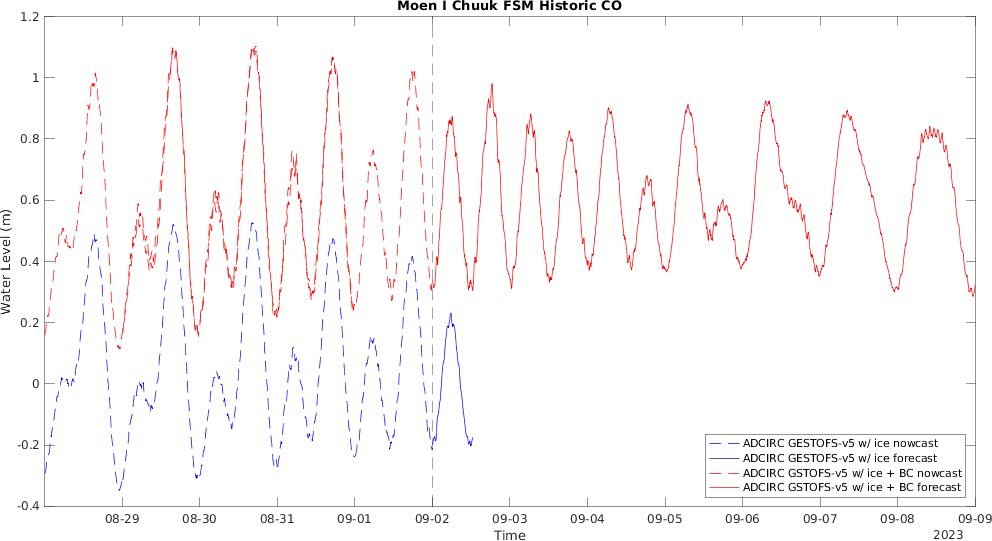 Moen I Chuuk FSM Historic CO
1.2
1
0.8
0.6
0.4
0.2
0
-0.2
-0.4
Water Level (m)
ADCIRC GESTOFS-v5 w/ ice nowcast
ADCIRC GESTOFS-v5 w/ ice forecast
ADCIRC GSTOFS-v5 w/ ice + BC nowcast
ADCIRC GSTOFS-v5 w/ ice + BC forecast
08-29 08-30 08-31 09-01 09-02 09-03 09-04 09-05 09-06 09-07 09-08 09-09
Time
2023